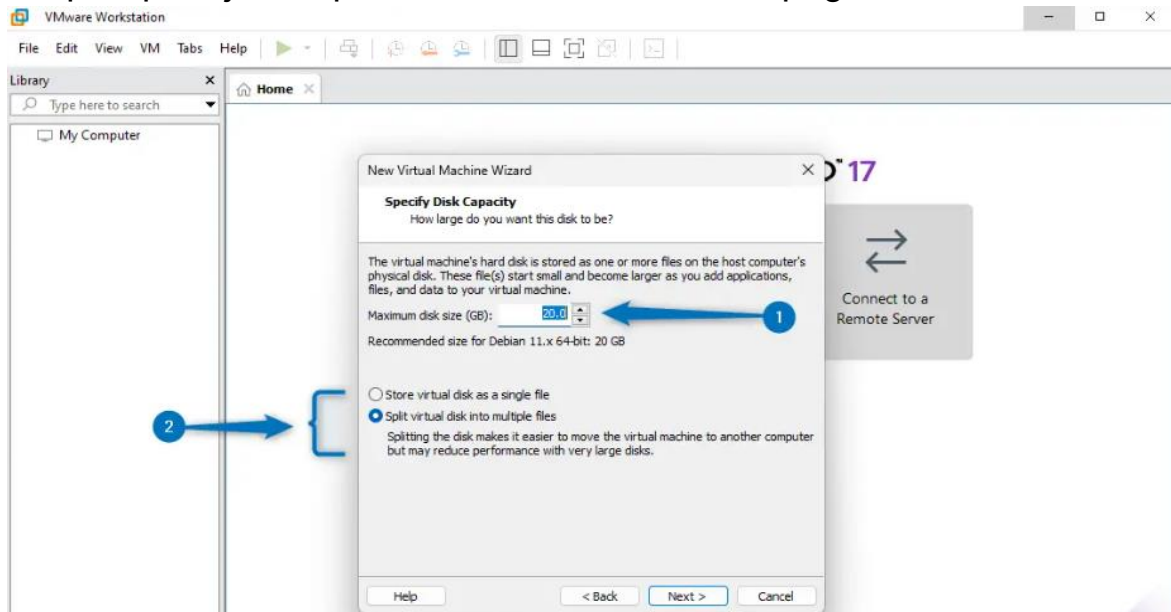 VMware Workstation
File Edit View VM Tabs Help
Library
Home
Type here to search
My Computer
17
New Virtual Machine Wizard
Specify Disk Capacity
How large do you want this disk to be?
The virtual machine's hard disk is stored as one or more files on the host computer's
physical disk. These file(s) start small and become larger as you add applications,
files, and data to your virtual machine.
Maximum disk size (GB): 20.0
1
Recommended size for Debian 11.x 64-bit: 20 GB
Connect to a
Remote Server
2
Store virtual disk as a single file
Split virtual disk into multiple files
Splitting the disk makes it easier to move the virtual machine to another computer
but may reduce performance with very large disks.
Help < Back Next > Cancel